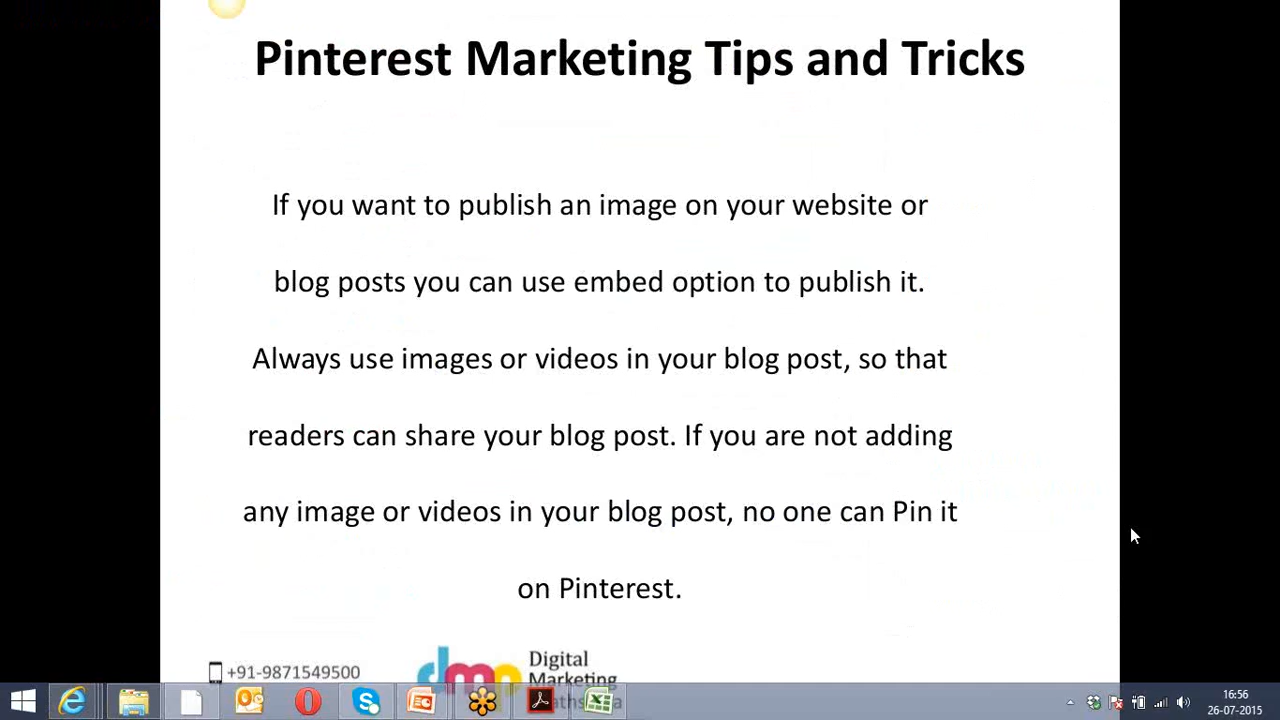 Pinterest Marketing Tips and Tricks
If you want to publish an image on your website or
blog posts you can use embed option to publish it.
Always use images or videos in your blog post, so that
readers can share your blog post. If you are not adding
any image or videos in your blog post, no one can Pin it
on Pinterest.
+91-9871549500
dmp Digital
Marketing
16:56
26-07-2015